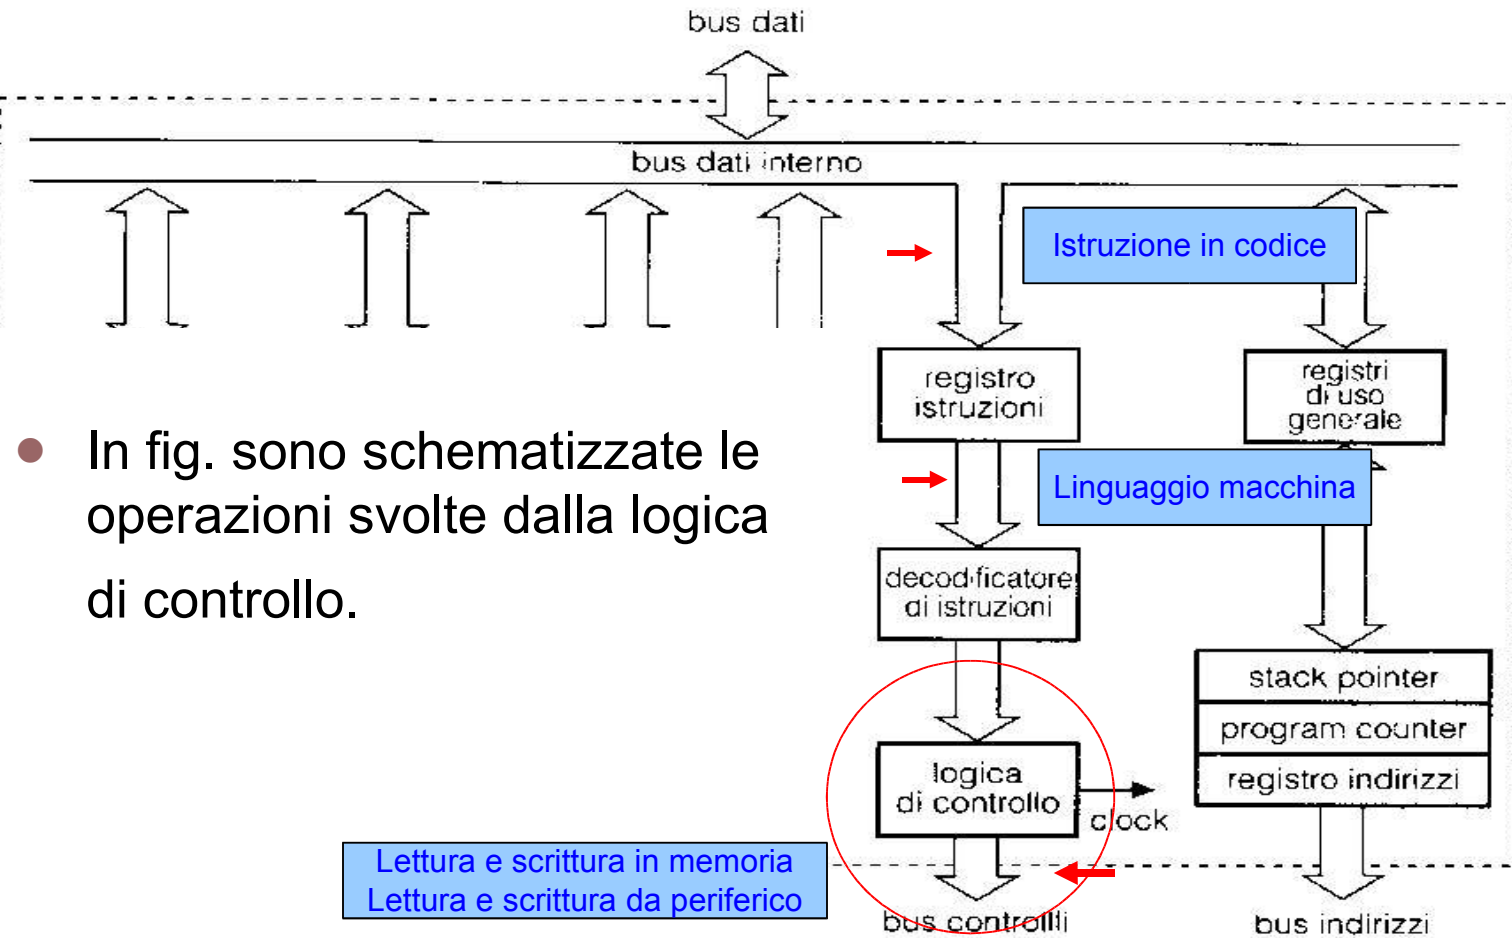 bus dati
bus dati interno
Istruzione in codice
registro
istruzioni
registri
di uso
generale
In fig. sono schematizzate le
operazioni svolte dalla logica
di controllo.
Linguaggio macchina
decodificatore
di istruzioni
stack pointer
program counter
registro indirizzi
logica
di controllo
clock
Lettura e scrittura in memoria
Lettura e scrittura da periferico
bus controlli
bus indirizzi